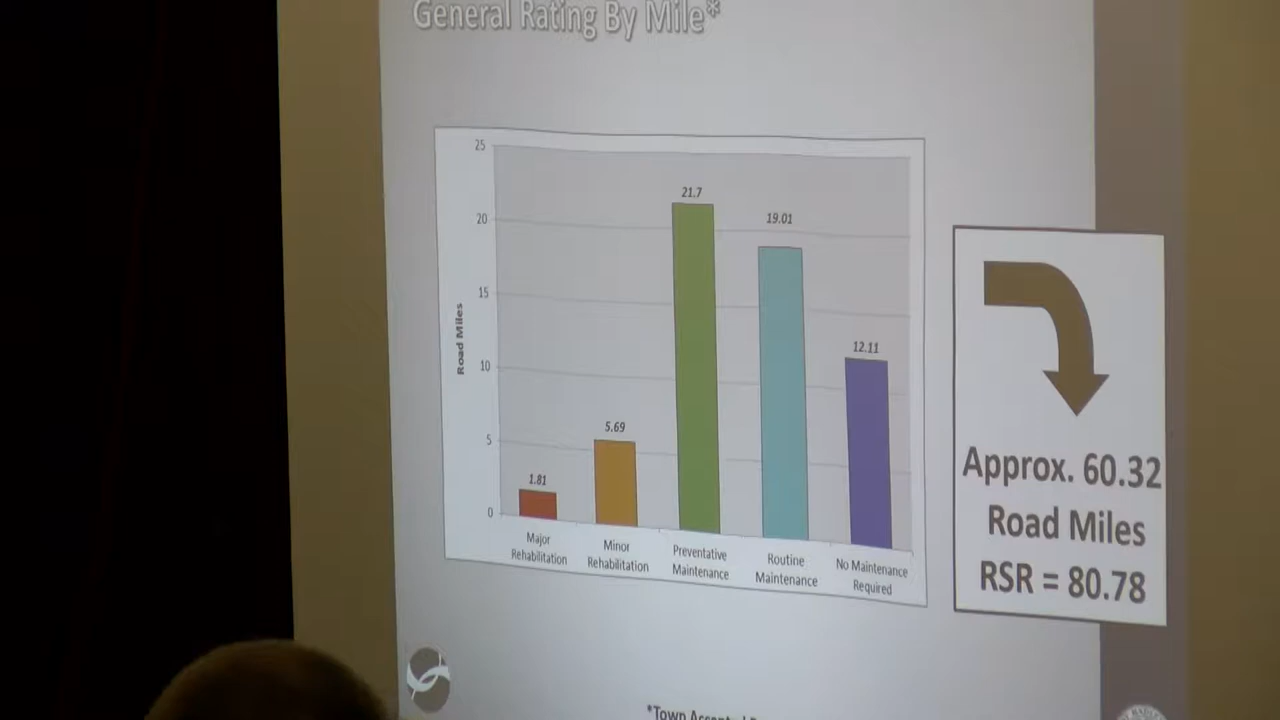 General Rating By Mile*
25
20
15
10
5
0
Road Miles
1.81
5.69
21.7
19.01
12.11
Major
Rehabilitation
Minor
Rehabilitation
Preventative
Maintenance
Routine
Maintenance
No Maintenance
Required
Approx. 60.32
Road Miles
RSR = 80.78
*Town